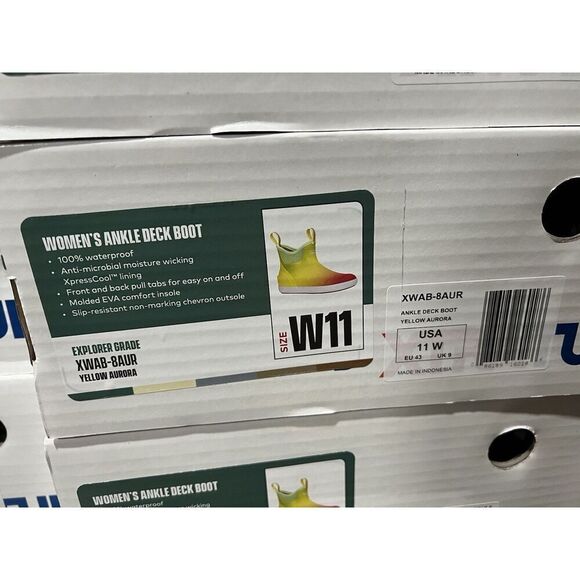 WOMEN'S ANKLE DECK BOOT
• 100% waterproof
• Anti-microbial moisture wicking
XpressCool™ lining
• Front and back pull tabs for easy on and off
• Molded EVA comfort insole
• Slip-resistant non-marking chevron outsole
EXPLORER GRADE
XWAB-8AUR
YELLOW AURORA
SIZE
W11
XWAB-8AUR
ANKLE DECK BOOT
YELLOW AURORA
USA
11 W
EU 43 UK 9
MADE IN INDONESIA
WOMEN'S ANKLE DECK BOOT
• 100% waterproof